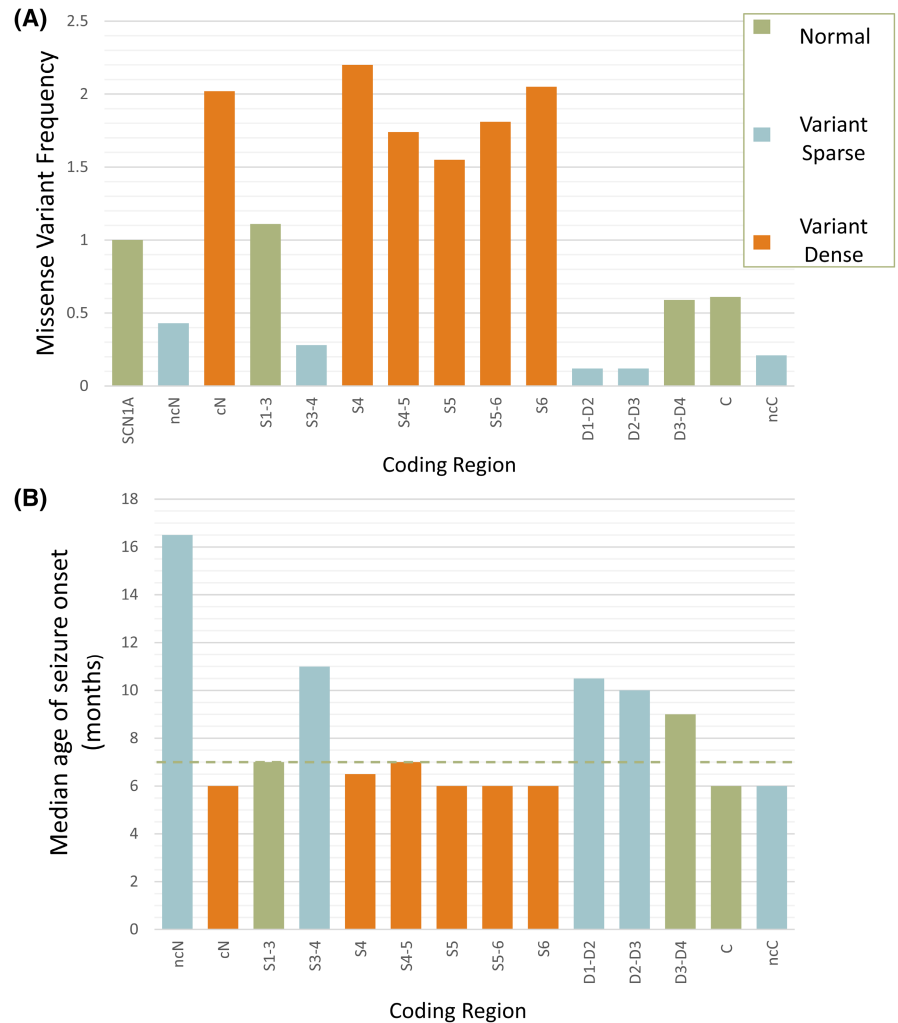 (A)
Missense Variant Frequency
2.5
2
1.5
1
0.5
0
SCN1A
ncN
cN
S1-3
S3-4
S4
S4-5
S5
S5-6
S6
D1-D2
D2-D3
D3-D4
C
ncC
Coding Region
Normal
Variant
Sparse
Variant
Dense
(B)
Median age of seizure onset
(months)
18
16
14
12
10
8
6
4
2
0
ncN
cN
S1-3
S3-4
S4
S4-5
S5
S5-6
S6
D1-D2
D2-D3
D3-D4
C
ncC
Coding Region